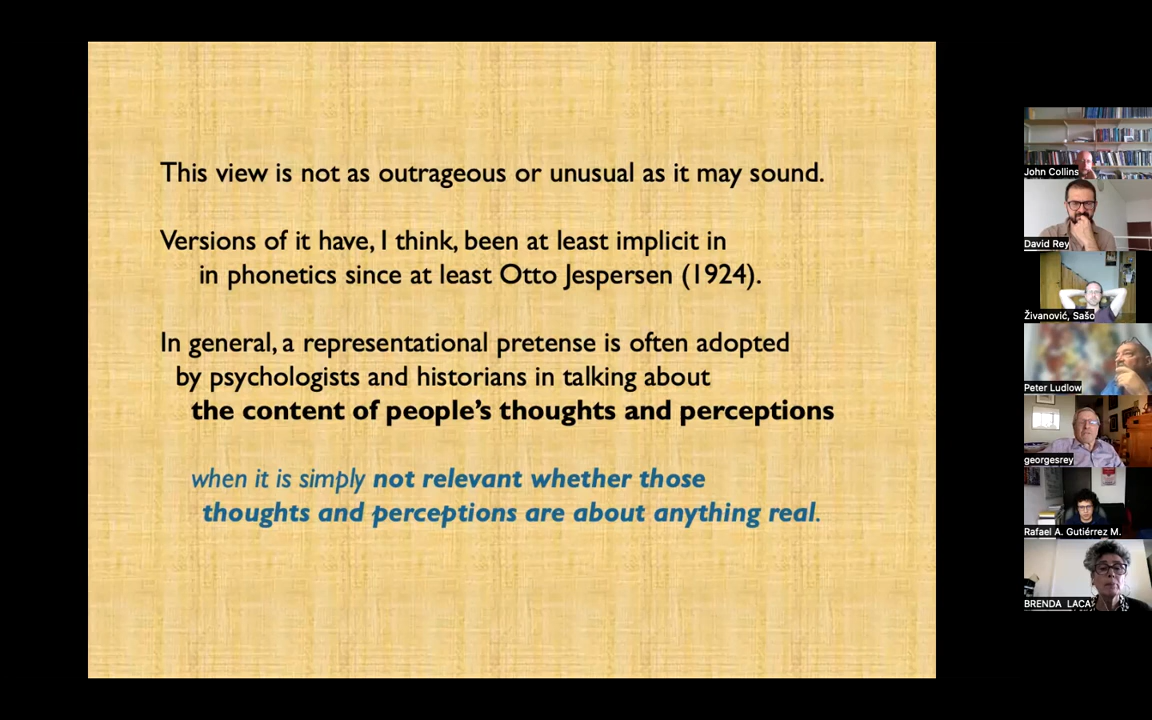 This view is not as outrageous or unusual as it may sound.
Versions of it have, I think, been at least implicit in
in phonetics since at least Otto Jespersen (1924).
In general, a representational pretense is often adopted
by psychologists and historians in talking about
the content of people's thoughts and perceptions
when it is simply not relevant whether those
thoughts and perceptions are about anything real.
John Collins
David Rey
Živanović, Sašo
Peter Ludlow
georgesrey
Rafael A. Gutiérrez M.
BRENDA LACA